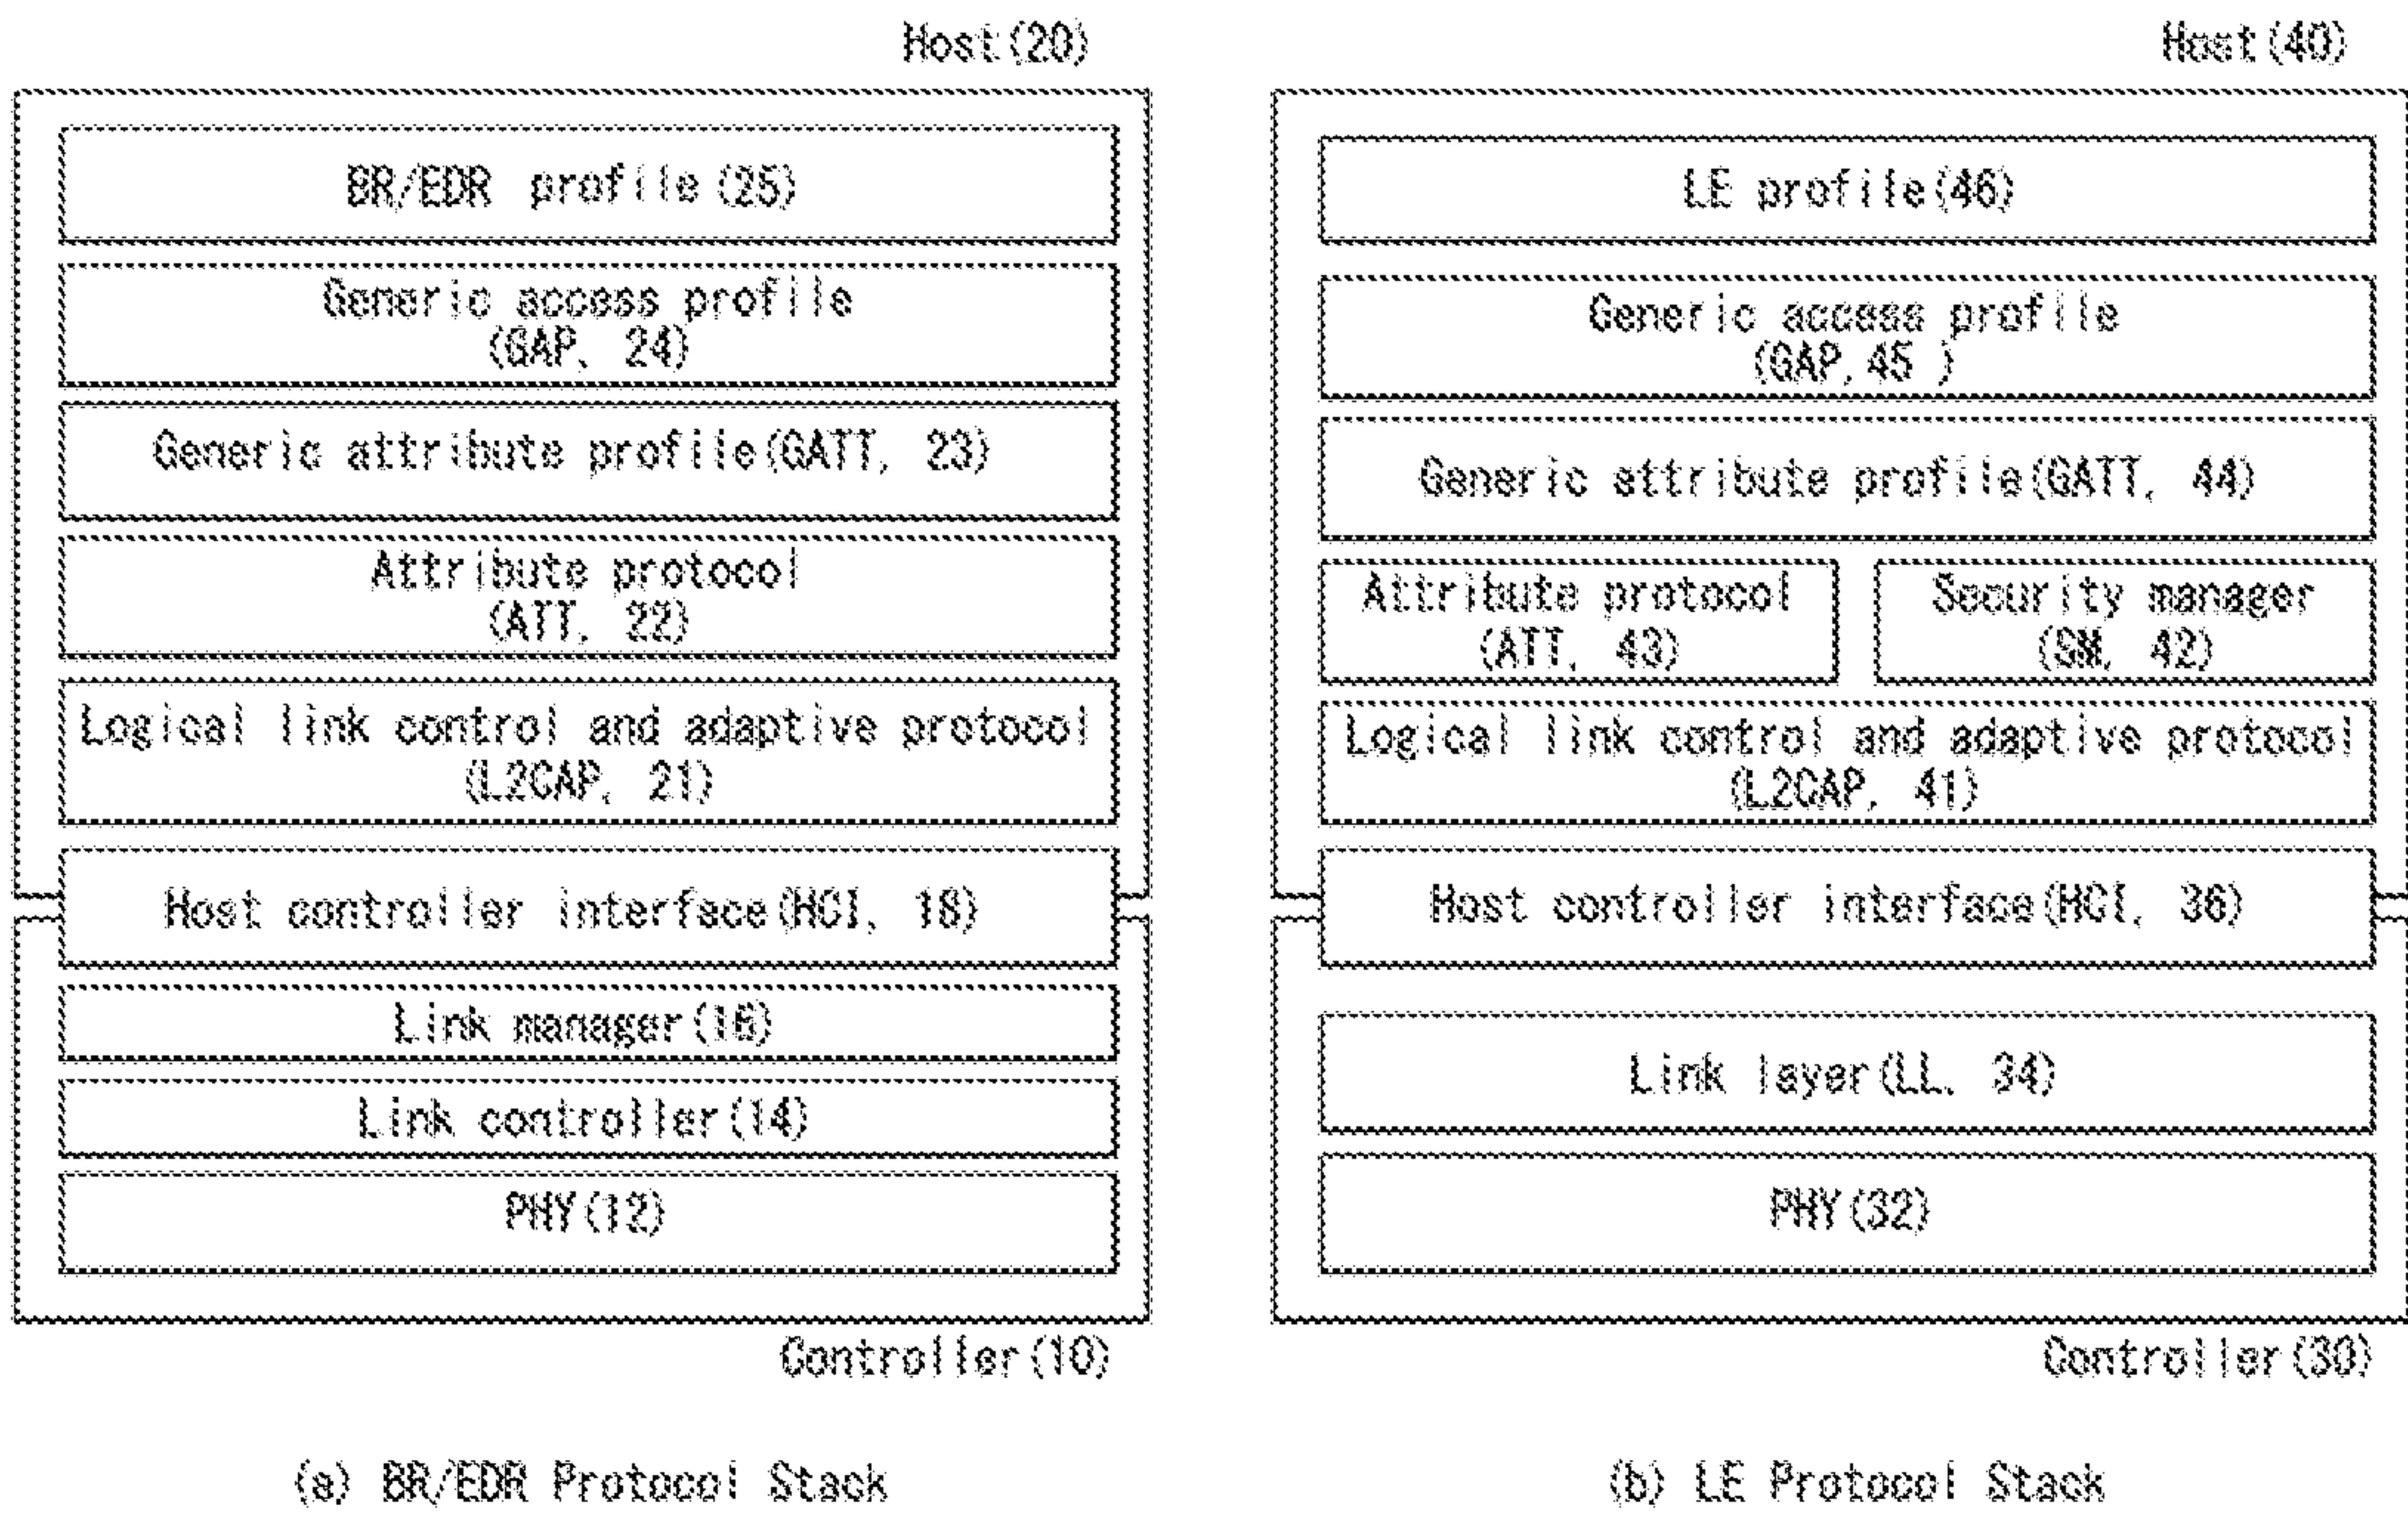 Host(20)
BR/EDR profile(25)
Generic access profile
(GAP, 24)
Generic attribute profile(GATT, 23)
Attribute protocol
(ATT, 22)
Logical link control and adaptive protocol
(L2CAP, 21)
Host controller interface(HCI, 18)
Link manager(16)
Link controller(14)
PHY(12)
Controller(10)
(a) BR/EDR Protocol Stack
Host(40)
LE profile(46)
Generic access profile
(GAP,45 )
Generic attribute profile(GATT, 44)
Attribute protocol
(ATT, 43)
Security manager
(SM, 42)
Logical link control and adaptive protocol
(L2CAP, 41)
Host controller interface(HCI, 36)
Link layer(LL, 34)
PHY(32)
Controller(30)
(b) LE Protocol Stack